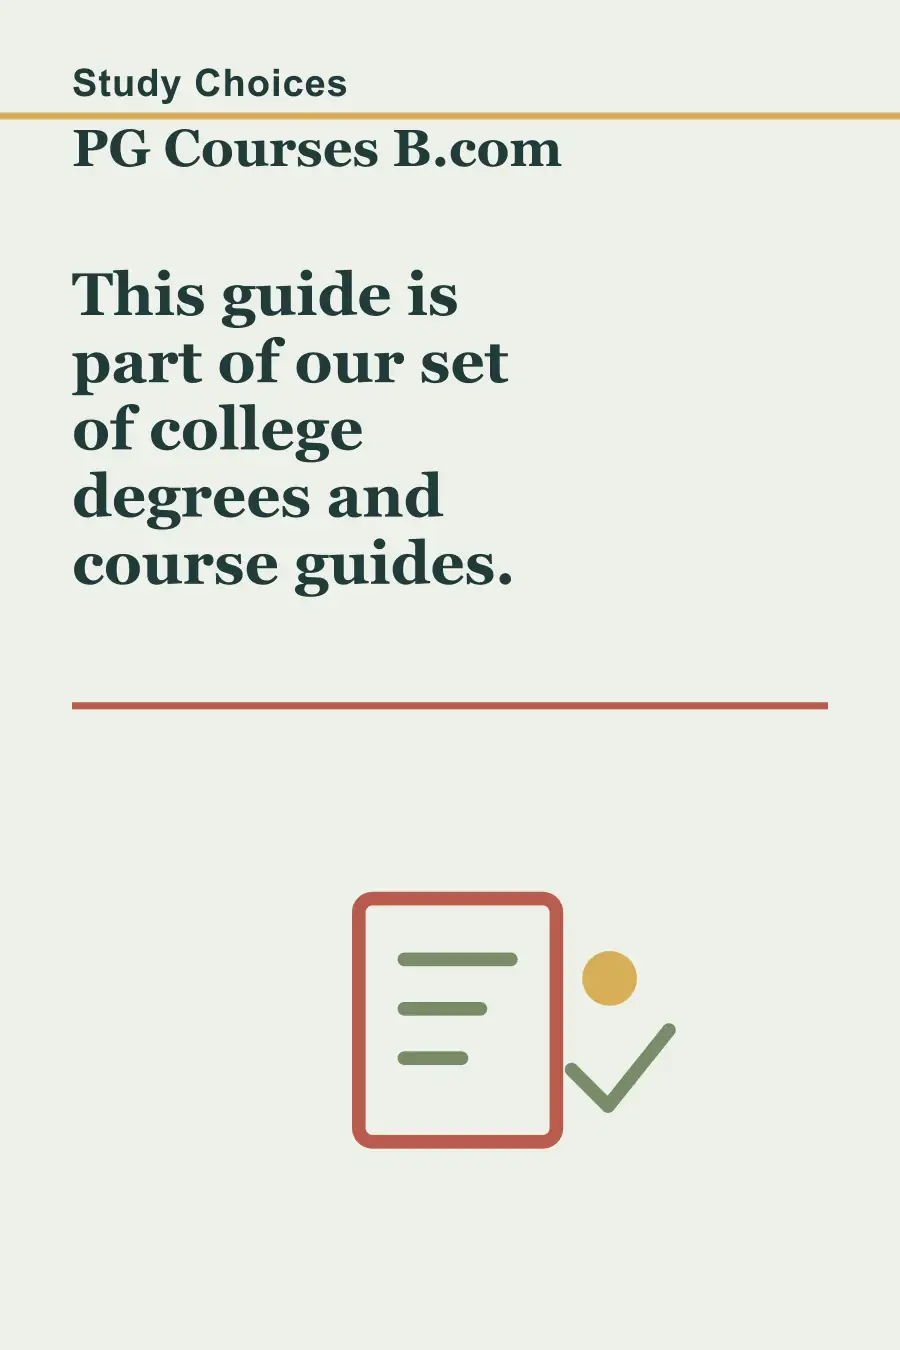 Study Choices
PG Courses B.com
This guide is
part of our set
of college
degrees and
course guides.